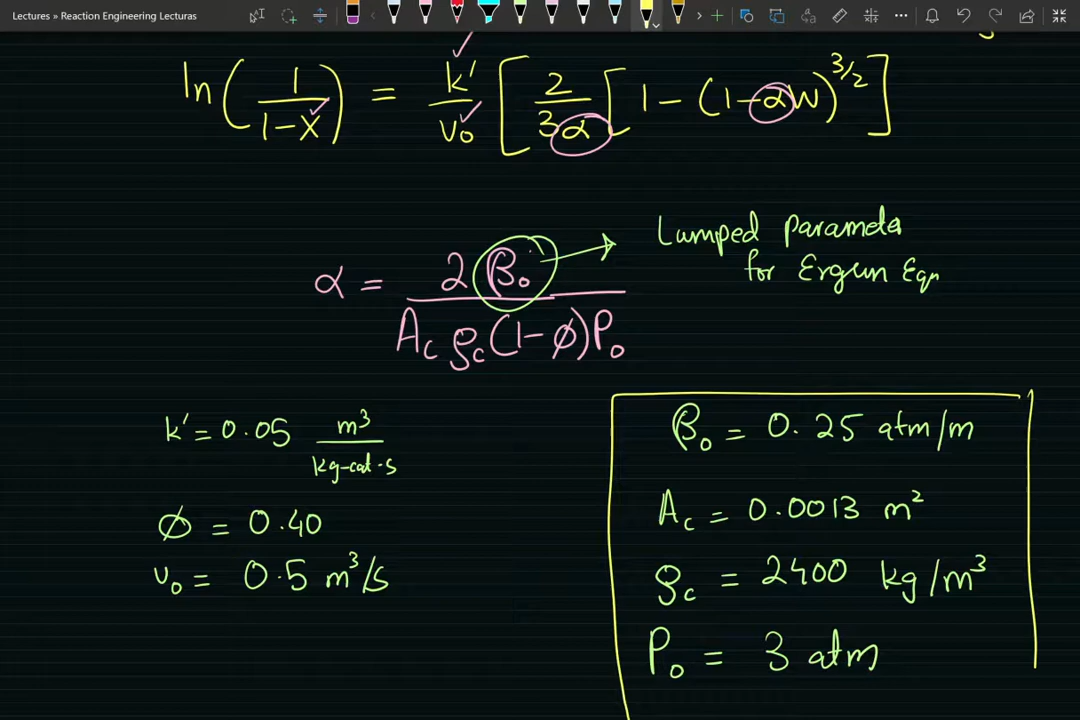 Lectures » Reaction Engineering Lecturas
ln(1/(1-X)) = k'/v₀ [2/3α [1 - (1-αW)^3/2]
α = 2β₀ / A_c ρ_c (1-φ)P₀
Lumped parameta
for Ergun Eqn
k' = 0.05 m³/kg-cat·s
φ = 0.40
v₀ = 0.5 m³/s
β₀ = 0.25 atm/m
A_c = 0.0013 m²
ρ_c = 2400 kg/m³
P₀ = 3 atm